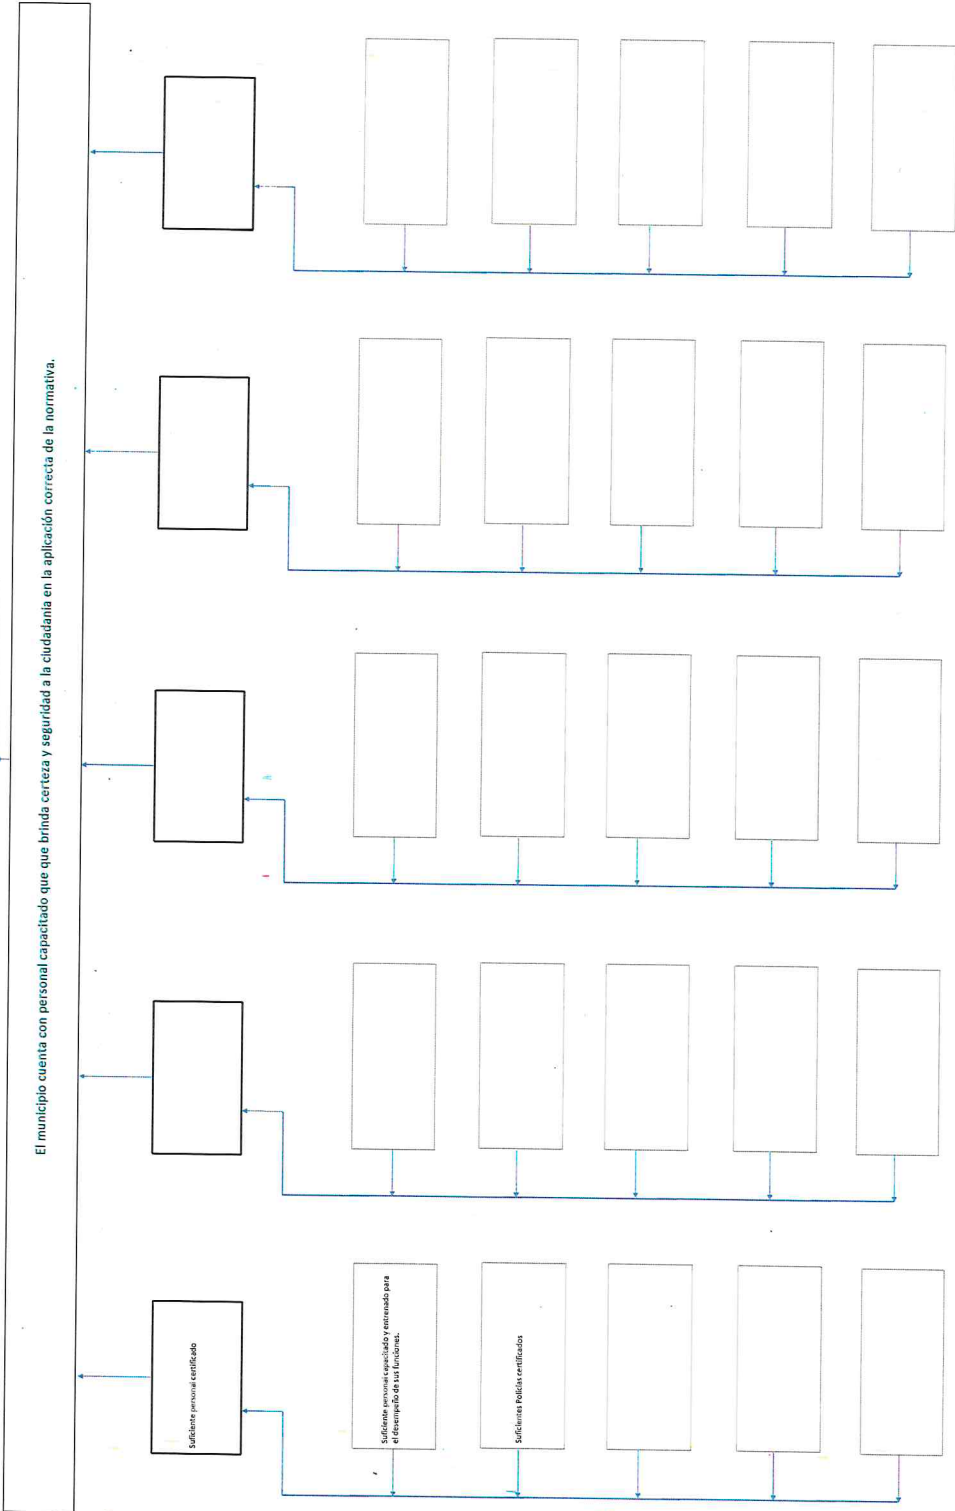 El municipio cuenta con personal capacitado que que brinda certeza y seguridad a la ciudadania en la aplicación correcta de la normativa.
Suficiente personal certificado
Suficiente personal capacitado y entrenado para
el desempeño de sus funciones.
Suficientes Policías certificados